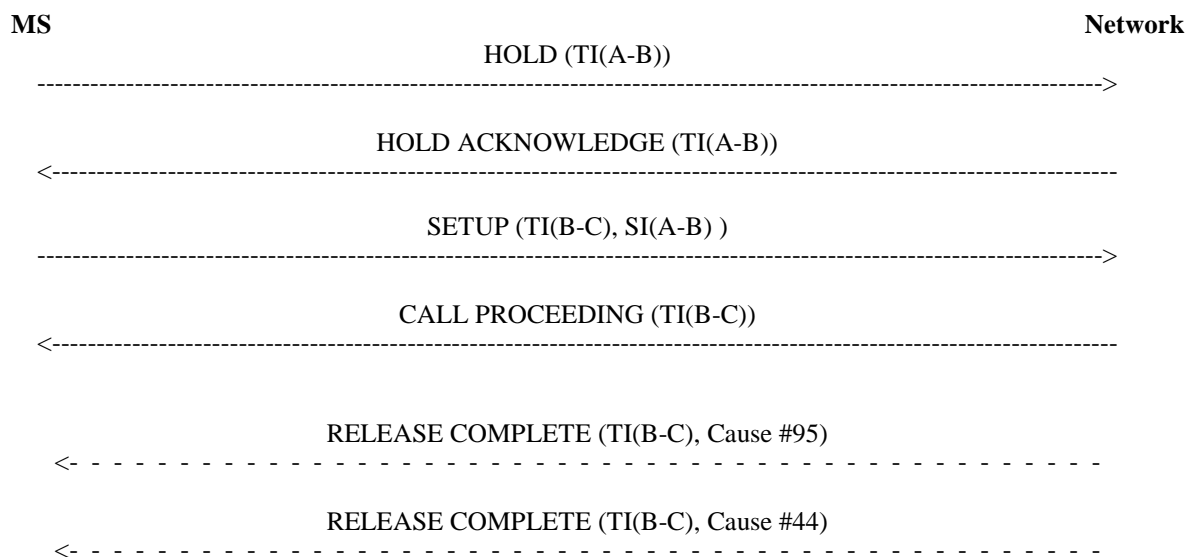 MS Network
HOLD (TI(A-B))
-------------------------------------------------------------------------------------------------------------------------->
HOLD ACKNOWLEDGE (TI(A-B))
<--------------------------------------------------------------------------------------------------------------------------
SETUP (TI(B-C), SI(A-B) )
-------------------------------------------------------------------------------------------------------------------------->
CALL PROCEEDING (TI(B-C))
<--------------------------------------------------------------------------------------------------------------------------
RELEASE COMPLETE (TI(B-C), Cause #95)
<- - - - - - - - - - - - - - - - - - - - - - - - - - - - - - - - - - - - - - - - - - - - - - - - - - - - - - - - - - - -
RELEASE COMPLETE (TI(B-C), Cause #44)
<- - - - - - - - - - - - - - - - - - - - - - - - - - - - - - - - - - - - - - - - - - - - - - - - - - - - - - - - - - - -